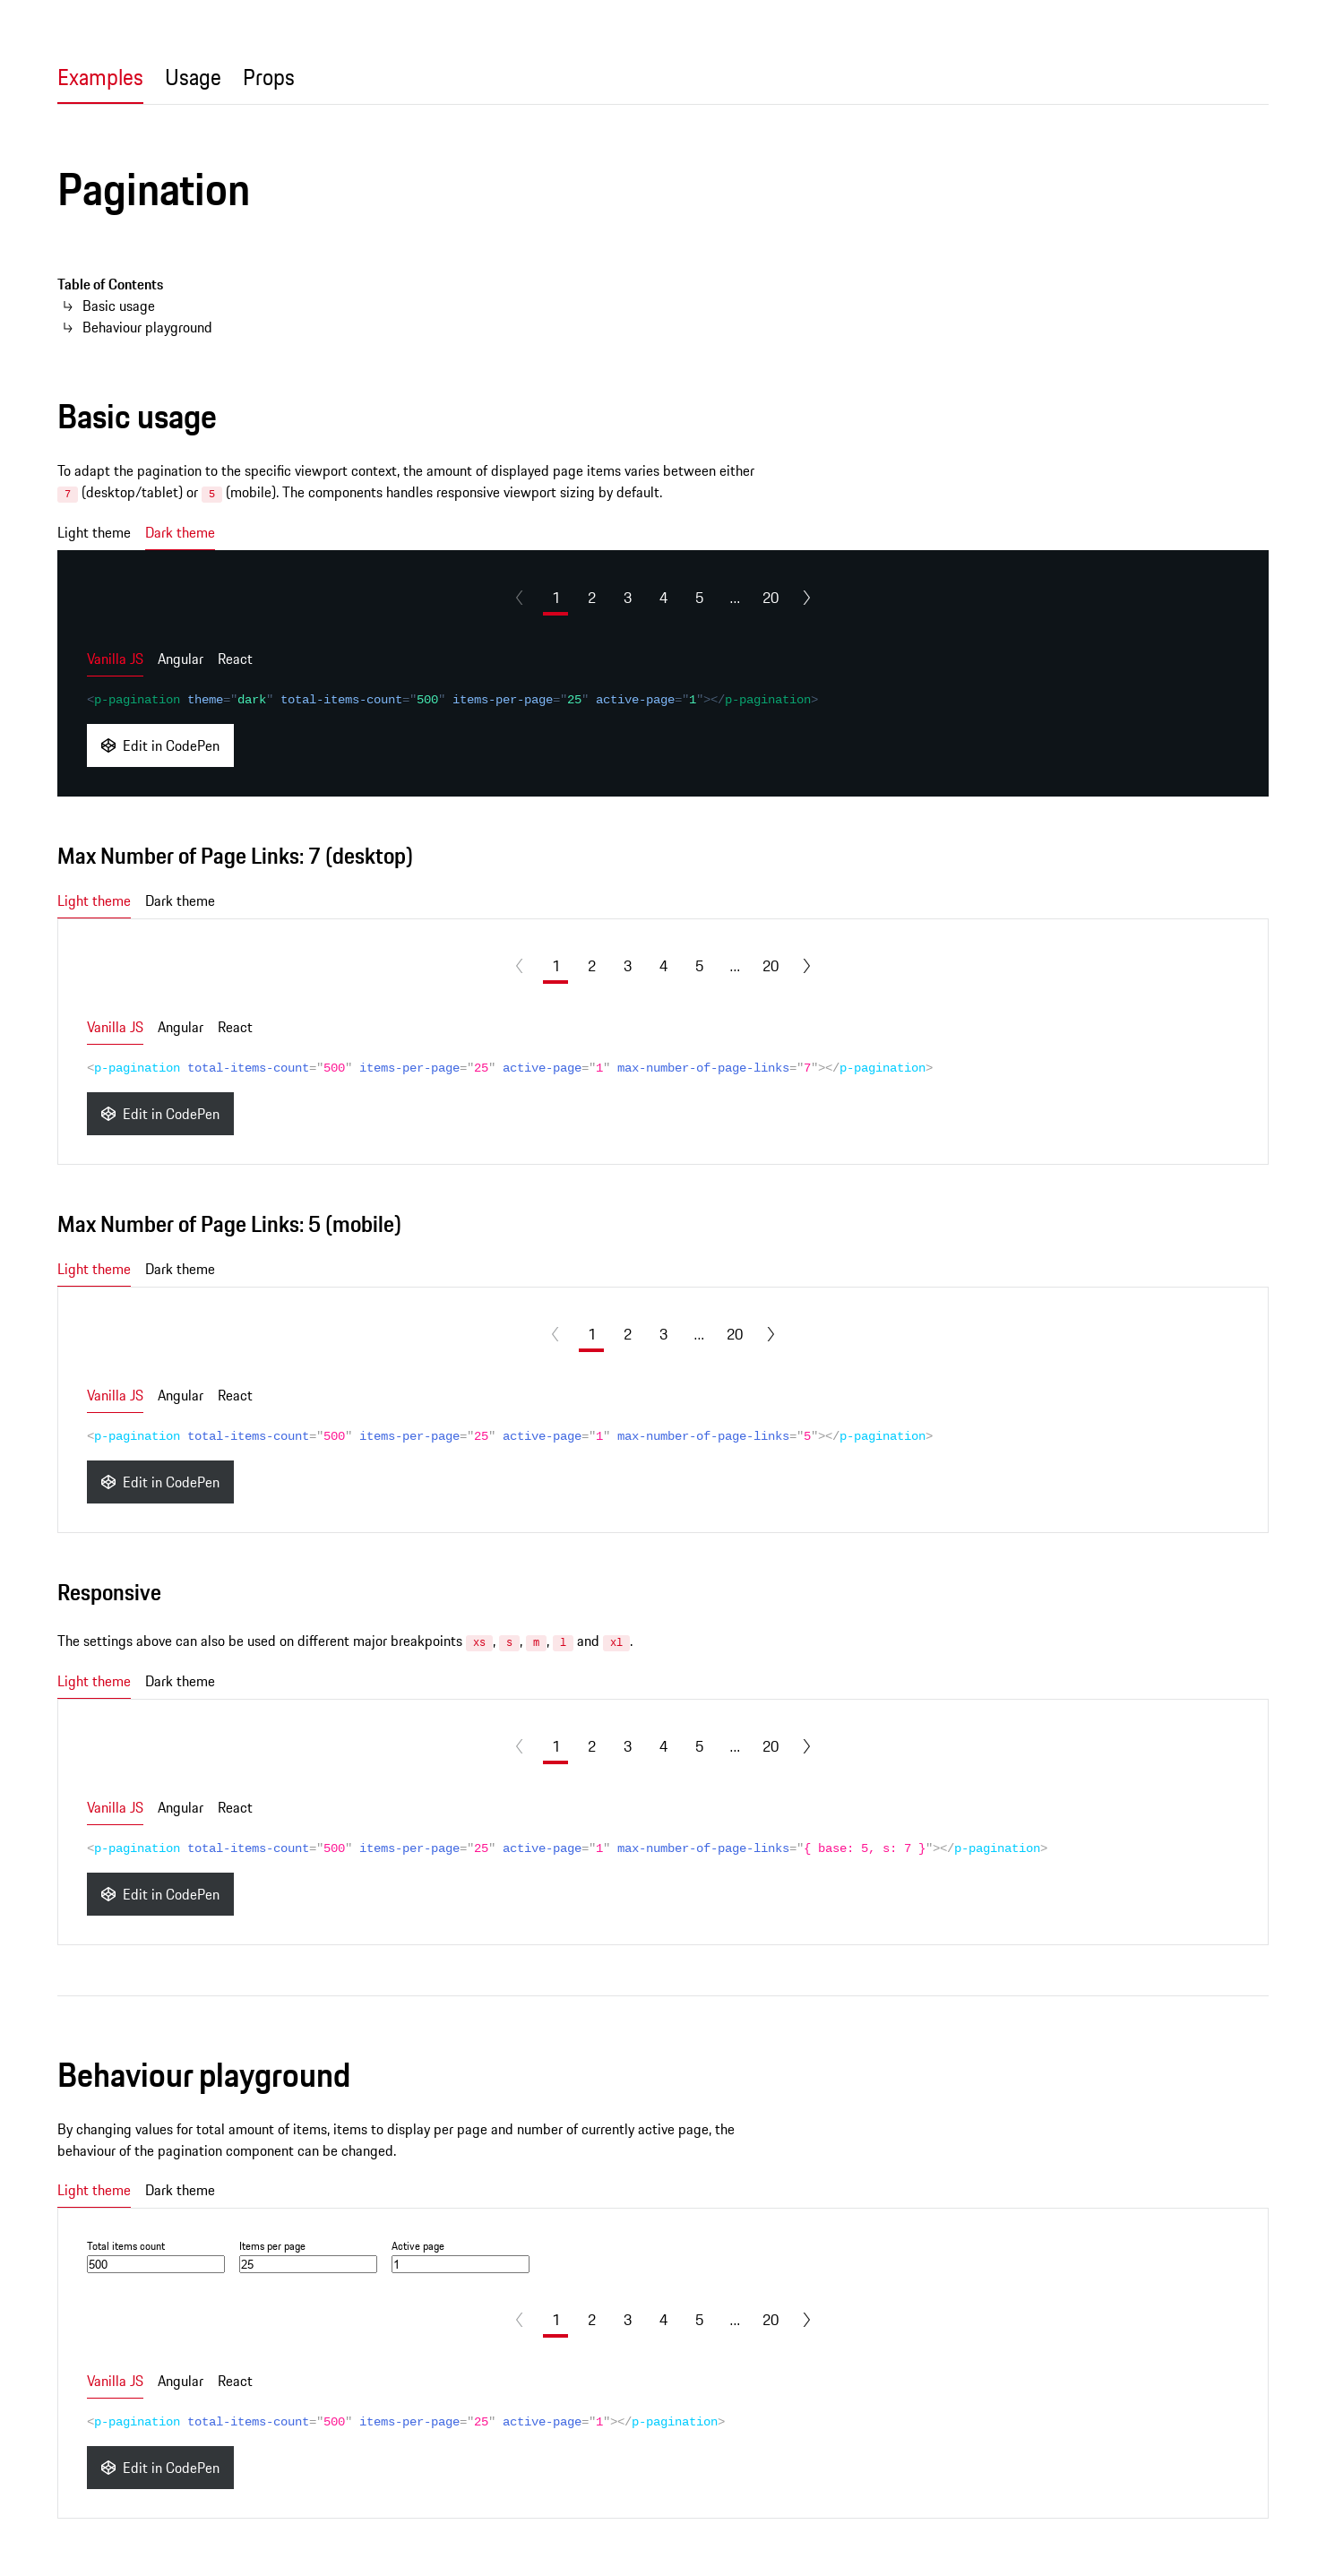 Examples Usage Props
Pagination
Table of Contents
↳ Basic usage
↳ Behaviour playground
Basic usage
To adapt the pagination to the specific viewport context, the amount of displayed page items varies between either
7 (desktop/tablet) or 5 (mobile). The components handles responsive viewport sizing by default.
Light theme Dark theme
1 2 3 4 5 ... 20
Vanilla JS Angular React
<p-pagination theme="dark" total-items-count="500" items-per-page="25" active-page="1"></p-pagination>
Edit in CodePen
Max Number of Page Links: 7 (desktop)
Light theme Dark theme
1 2 3 4 5 ... 20
Vanilla JS Angular React
<p-pagination total-items-count="500" items-per-page="25" active-page="1" max-number-of-page-links="7"></p-pagination>
Edit in CodePen
Max Number of Page Links: 5 (mobile)
Light theme Dark theme
1 2 3 ... 20
Vanilla JS Angular React
<p-pagination total-items-count="500" items-per-page="25" active-page="1" max-number-of-page-links="5"></p-pagination>
Edit in CodePen
Responsive
The settings above can also be used on different major breakpoints xs, s, m, l and xl.
Light theme Dark theme
1 2 3 4 5 ... 20
Vanilla JS Angular React
<p-pagination total-items-count="500" items-per-page="25" active-page="1" max-number-of-page-links="{ base: 5, s: 7 }"></p-pagination>
Edit in CodePen
Behaviour playground
By changing values for total amount of items, items to display per page and number of currently active page, the
behaviour of the pagination component can be changed.
Light theme Dark theme
Total items count Items per page Active page
500 25 1
1 2 3 4 5 ... 20
Vanilla JS Angular React
<p-pagination total-items-count="500" items-per-page="25" active-page="1"></p-pagination>
Edit in CodePen